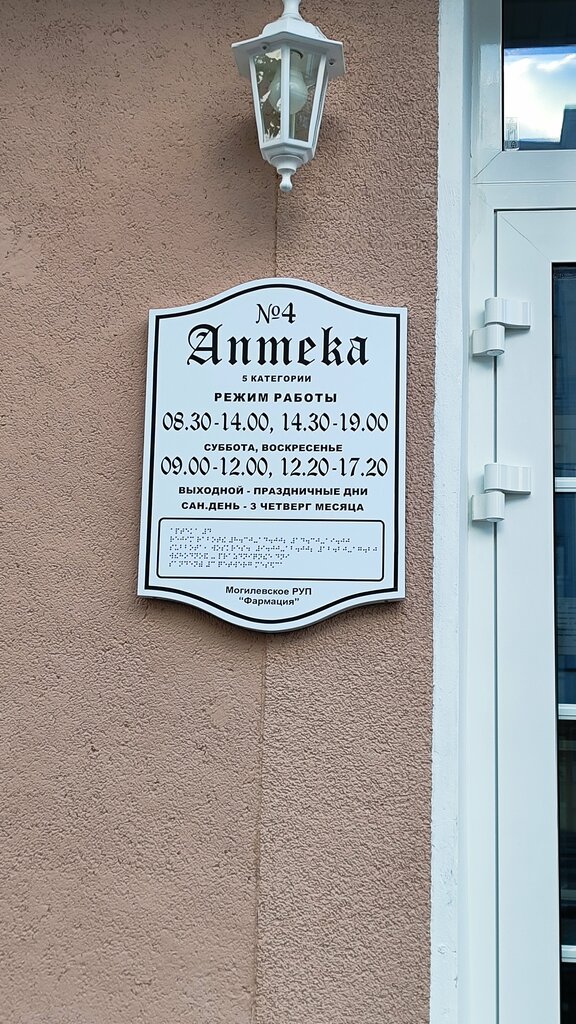 №4
Аптека
5 КАТЕГОРИИ
РЕЖИМ РАБОТЫ
08.30-14.00, 14.30-19.00
СУББОТА, ВОСКРЕСЕНЬЕ
09.00-12.00, 12.20-17.20
ВЫХОДНОЙ - ПРАЗДНИЧНЫЕ ДНИ
САН.ДЕНЬ - 3 ЧЕТВЕРГ МЕСЯЦА
Могилевское РУП
"Фармация"